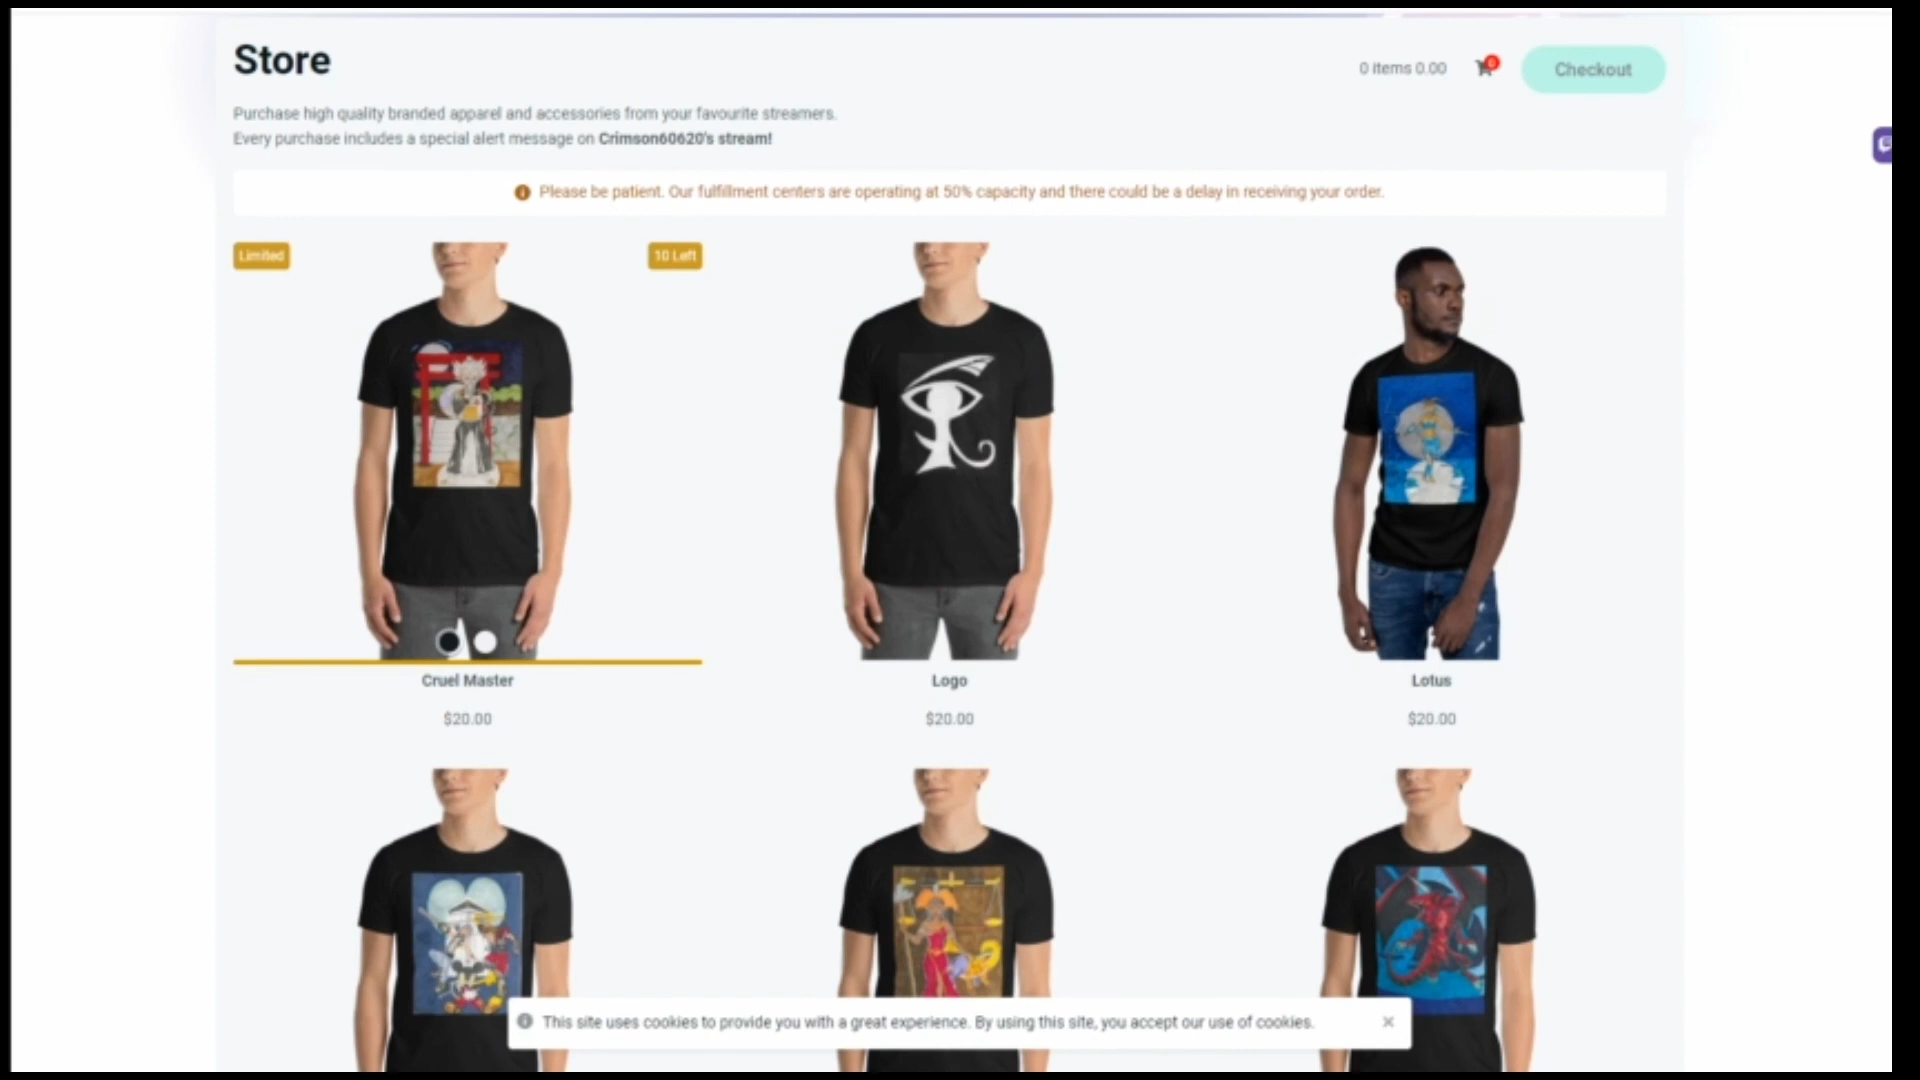 Store
0 items 0.00
0
Checkout
Purchase high quality branded apparel and accessories from your favourite streamers.
Every purchase includes a special alert message on Crimson60620's stream!
Please be patient. Our fulfillment centers are operating at 50% capacity and there could be a delay in receiving your order.
Limited
10 Left
Cruel Master
Logo
Lotus
$20.00
$20.00
$20.00
This site uses cookies to provide you with a great experience. By using this site, you accept our use of cookies.